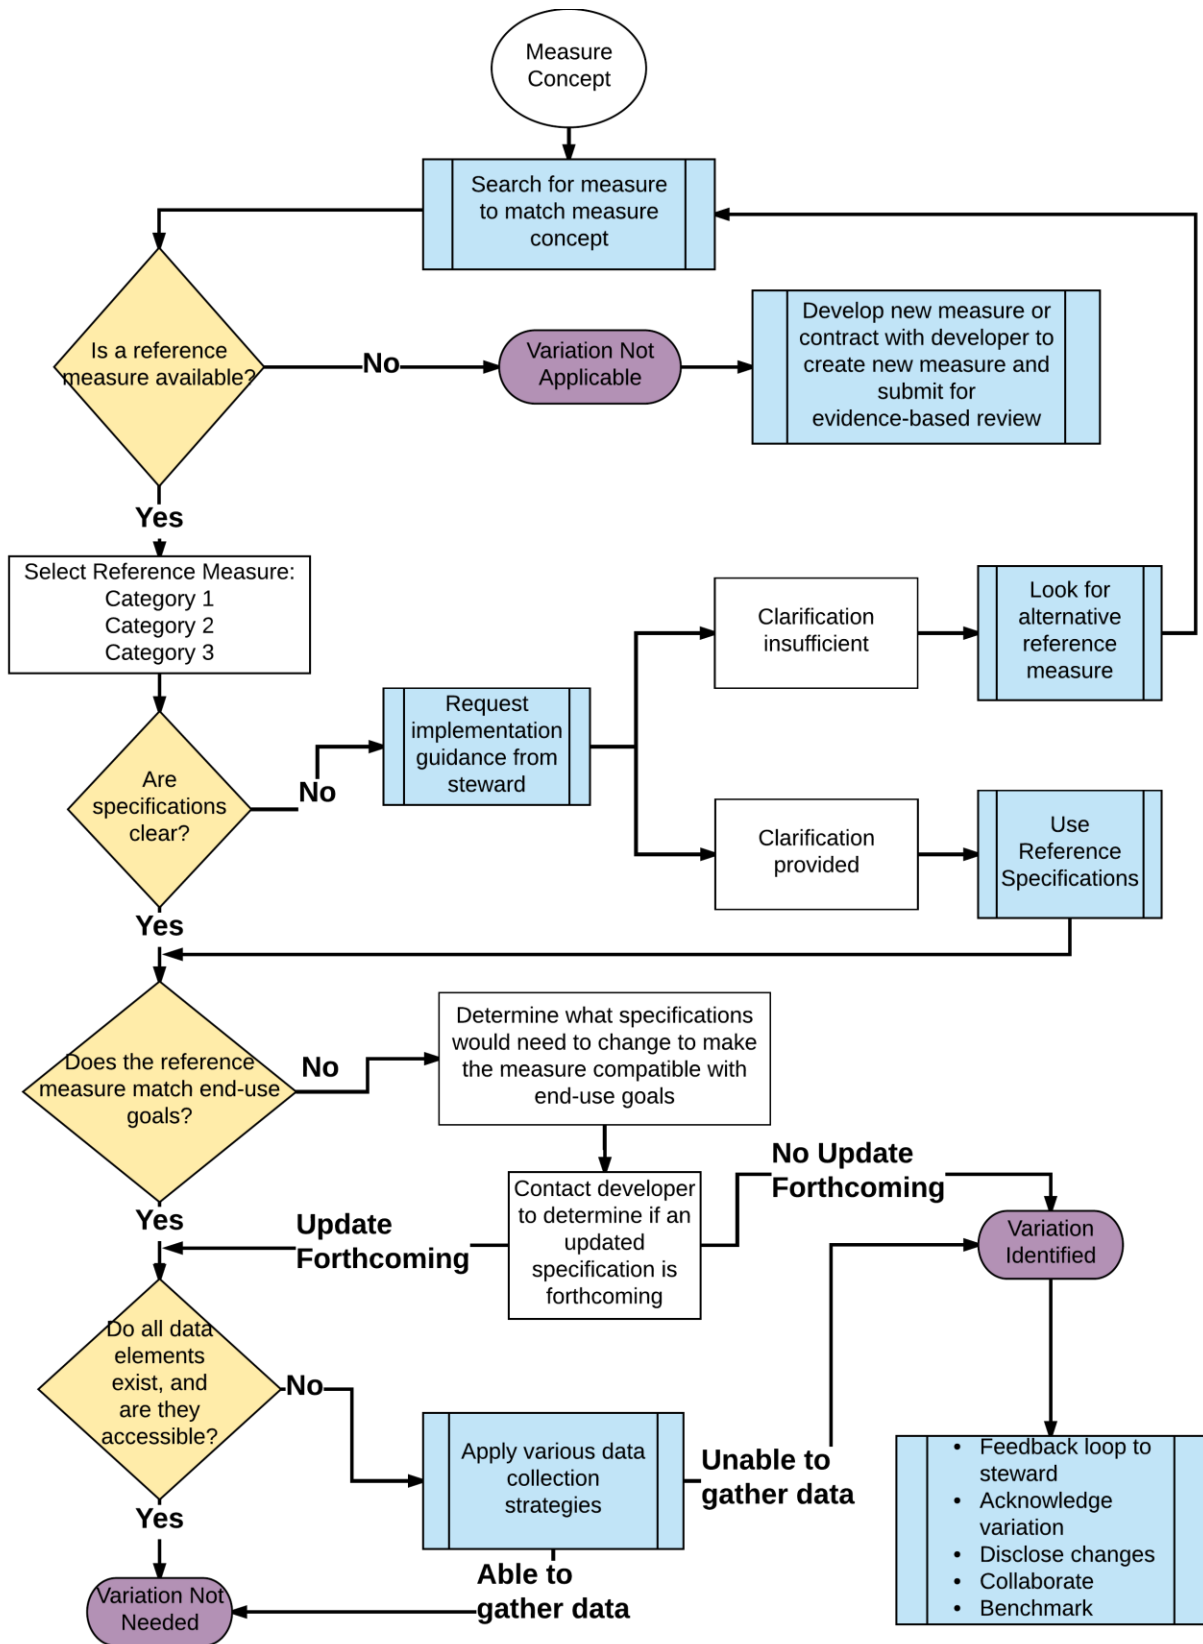 Measure
Concept
Search for measure
to match measure
concept
Is a reference
measure available?
No
Variation Not
Applicable
Develop new measure or
contract with developer to
create new measure and
submit for
evidence-based review
Yes
Select Reference Measure:
Category 1
Category 2
Category 3
Clarification
insufficient
Look for
alternative
reference
measure
Request
implementation
guidance from
steward
Are
specifications
clear?
No
Clarification
provided
Use
Reference
Specifications
Yes
Does the reference
measure match end-use
goals?
No
Determine what specifications
would need to change to make
the measure compatible with
end-use goals
Yes
Update
Forthcoming
Contact developer
to determine if an
updated
specification is
forthcoming
No Update
Forthcoming
Variation
Identified
Do all data
elements
exist, and
are they
accessible?
No
Apply various data
collection
strategies
Unable to
gather data
• Feedback loop to
steward
• Acknowledge
variation
• Disclose changes
• Collaborate
• Benchmark
Yes
Able to
gather data
Variation Not
Needed